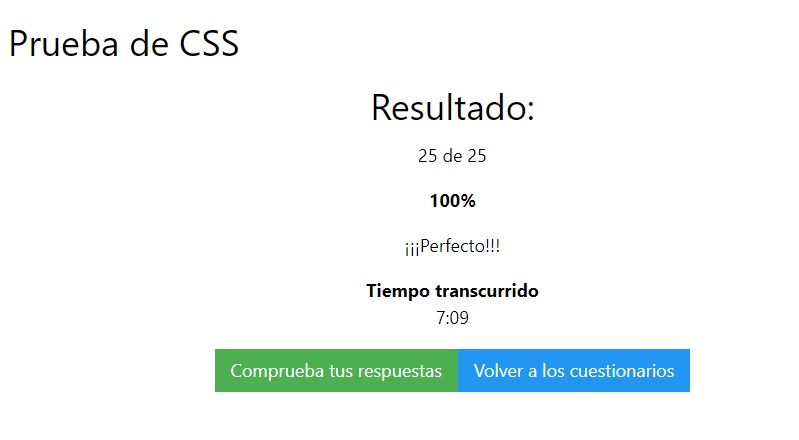 Prueba de CSS
Resultado:
25 de 25
100%
¡¡¡Perfecto!!!
Tiempo transcurrido
7:09
Comprueba tus respuestas
Volver a los cuestionarios